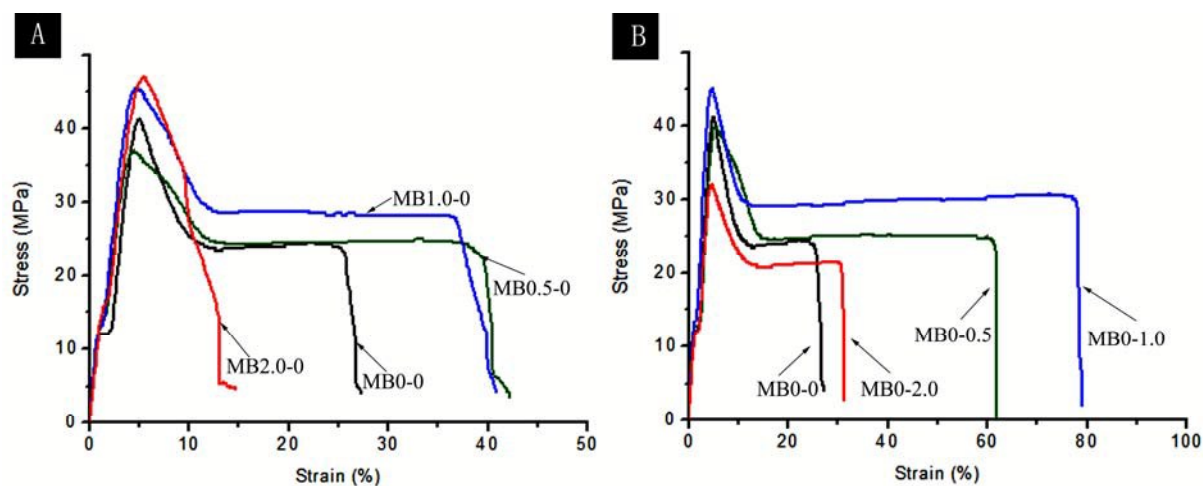 A
Stress (MPa)
40
30
20
10
0
MB1.0-0
MB0.5-0
MB2.0-0
MB0-0
0 10 20 30 40 50
Strain (%)
B
Stress (MPa)
40
30
20
10
0
MB0-0.5
MB0-1.0
MB0-0
MB0-2.0
0 20 40 60 80 100
Strain (%)